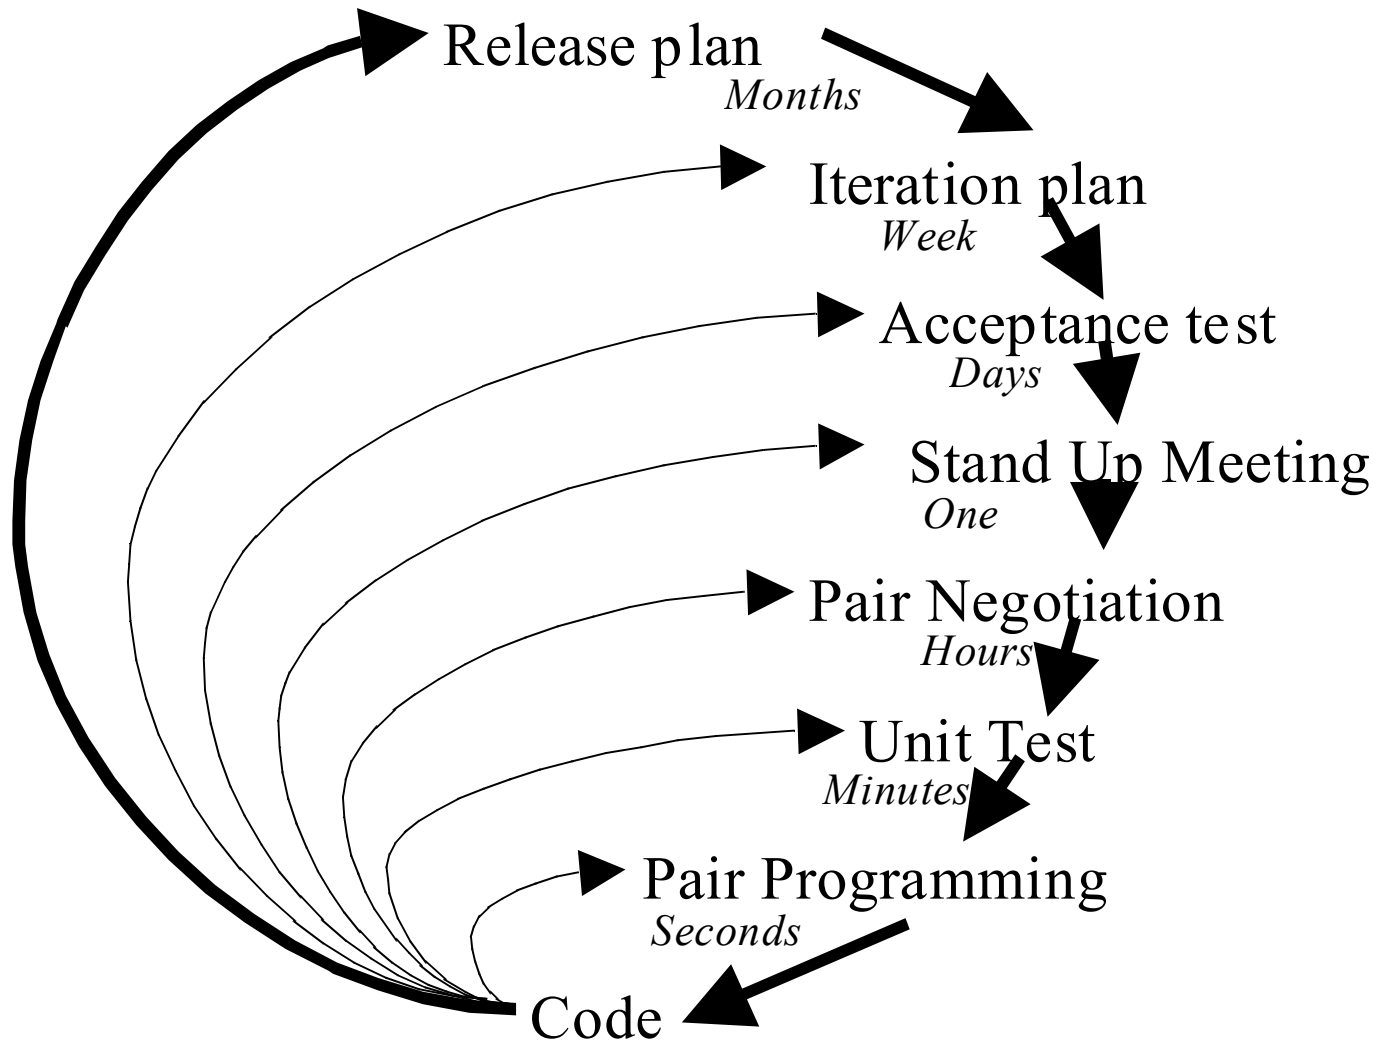 Release plan
Months
Iteration plan
Week
Acceptance test
Days
Stand Up Meeting
One
Pair Negotiation
Hours
Unit Test
Minutes
Pair Programming
Seconds
Code